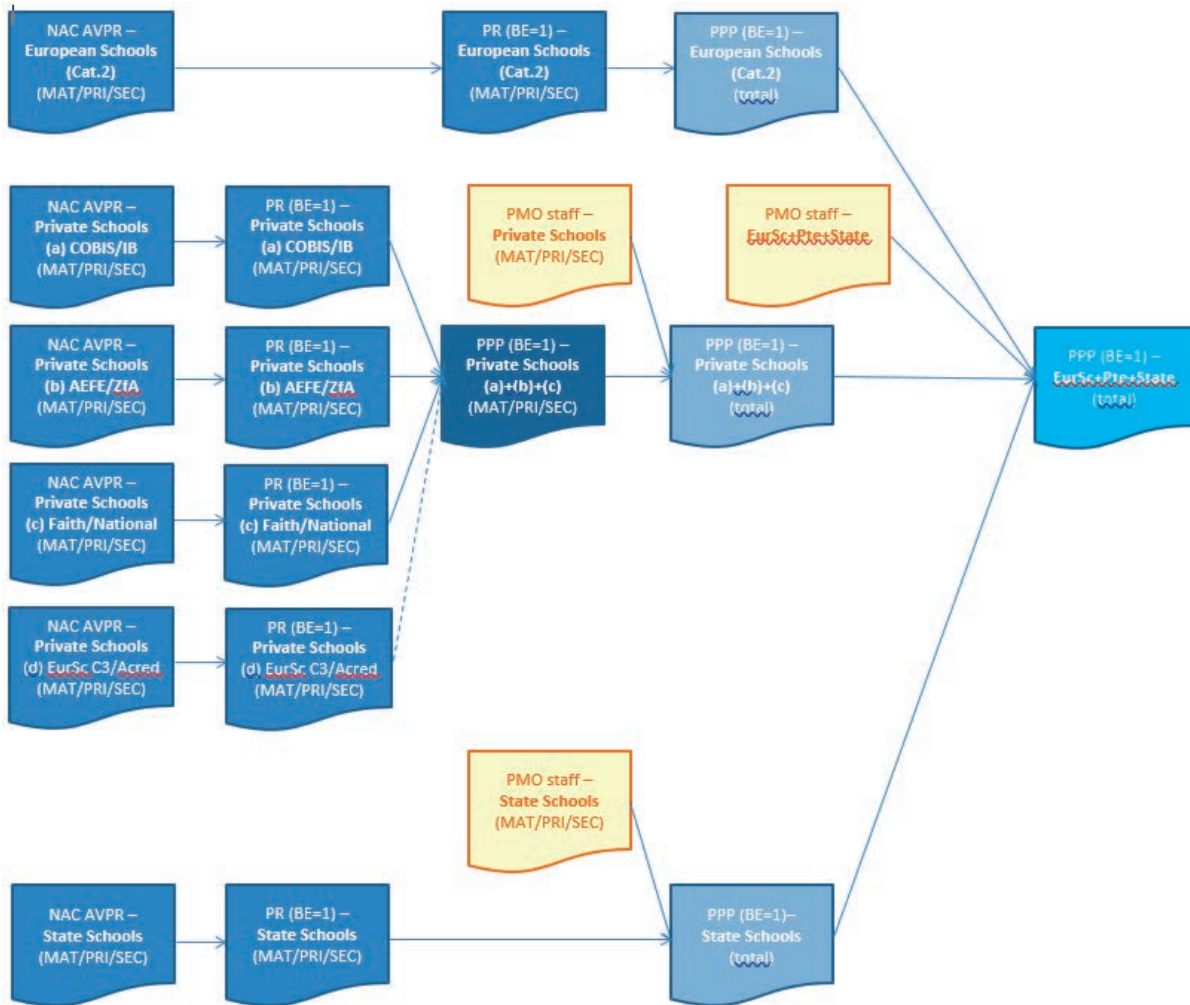 NAC AVPR –
European Schools
(Cat.2)
(MAT/PRI/SEC)
PR (BE=1) –
European Schools
(Cat.2)
(MAT/PRI/SEC)
PPP (BE=1) –
European Schools
(Cat.2)
(total)
NAC AVPR –
Private Schools
(a) COBIS/IB
(MAT/PRI/SEC)
PR (BE=1) –
Private Schools
(a) COBIS/IB
(MAT/PRI/SEC)
PMO staff –
Private Schools
(MAT/PRI/SEC)
PMO staff –
EurSc+Pte+State
NAC AVPR –
Private Schools
(b) AEFE/ZfA
(MAT/PRI/SEC)
PR (BE=1) –
Private Schools
(b) AEFE/ZfA
(MAT/PRI/SEC)
PPP (BE=1) –
Private Schools
(a)+(b)+(c)
(MAT/PRI/SEC)
PPP (BE=1) –
Private Schools
(a)+(b)+(c)
(total)
PPP (BE=1) –
EurSc+Pte+State
(total)
NAC AVPR –
Private Schools
(c) Faith/National
(MAT/PRI/SEC)
PR (BE=1) –
Private Schools
(c) Faith/National
(MAT/PRI/SEC)
NAC AVPR –
Private Schools
(d) EurSc C3/Acred
(MAT/PRI/SEC)
PR (BE=1) –
Private Schools
(d) EurSc C3/Acred
(MAT/PRI/SEC)
PMO staff –
State Schools
(MAT/PRI/SEC)
NAC AVPR –
State Schools
(MAT/PRI/SEC)
PR (BE=1) –
State Schools
(MAT/PRI/SEC)
PPP (BE=1)–
State Schools
(total)